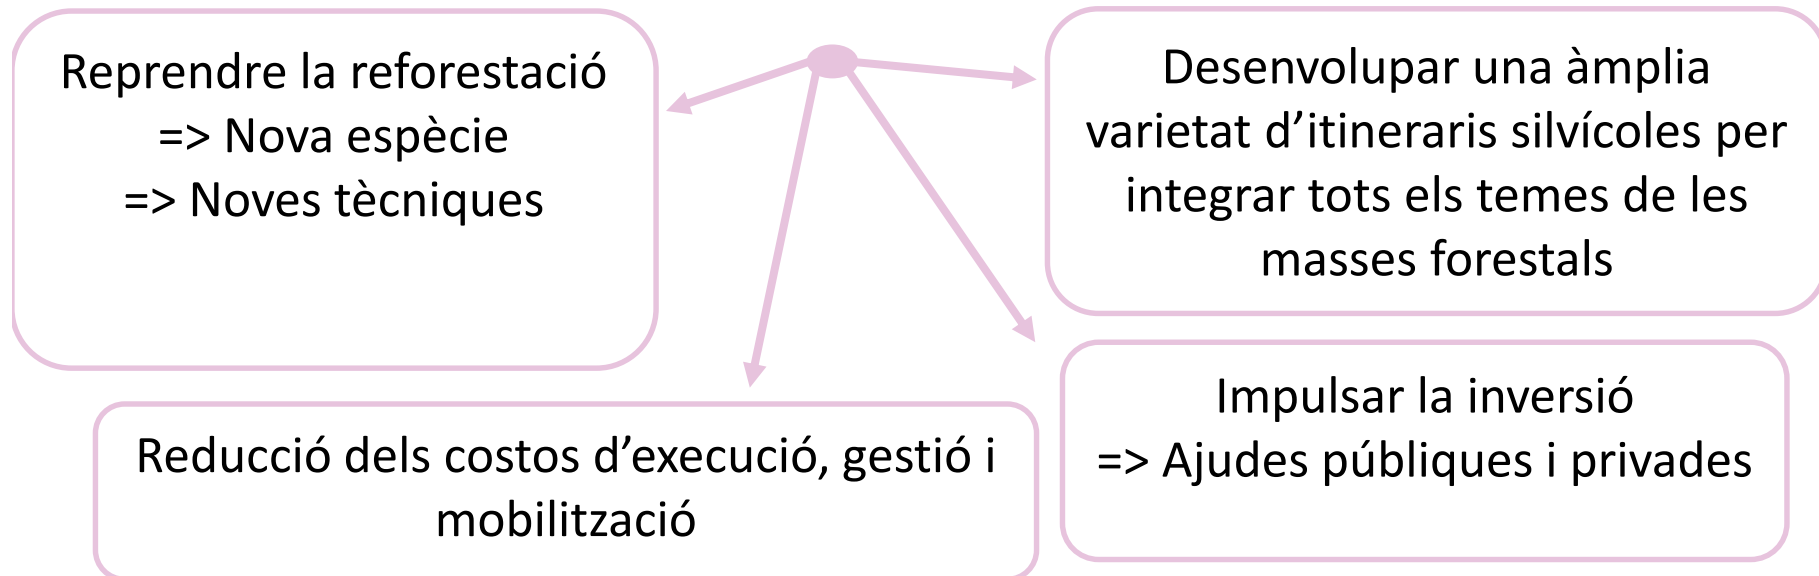 Reprendre la reforestació
=> Nova espècie
=> Noves tècniques
Desenvolupar una àmplia
varietat d’itineraris silvícoles per
integrar tots els temes de les
masses forestals
Reducció dels costos d’execució, gestió i
mobilització
Impulsar la inversió
=> Ajudes públiques i privades